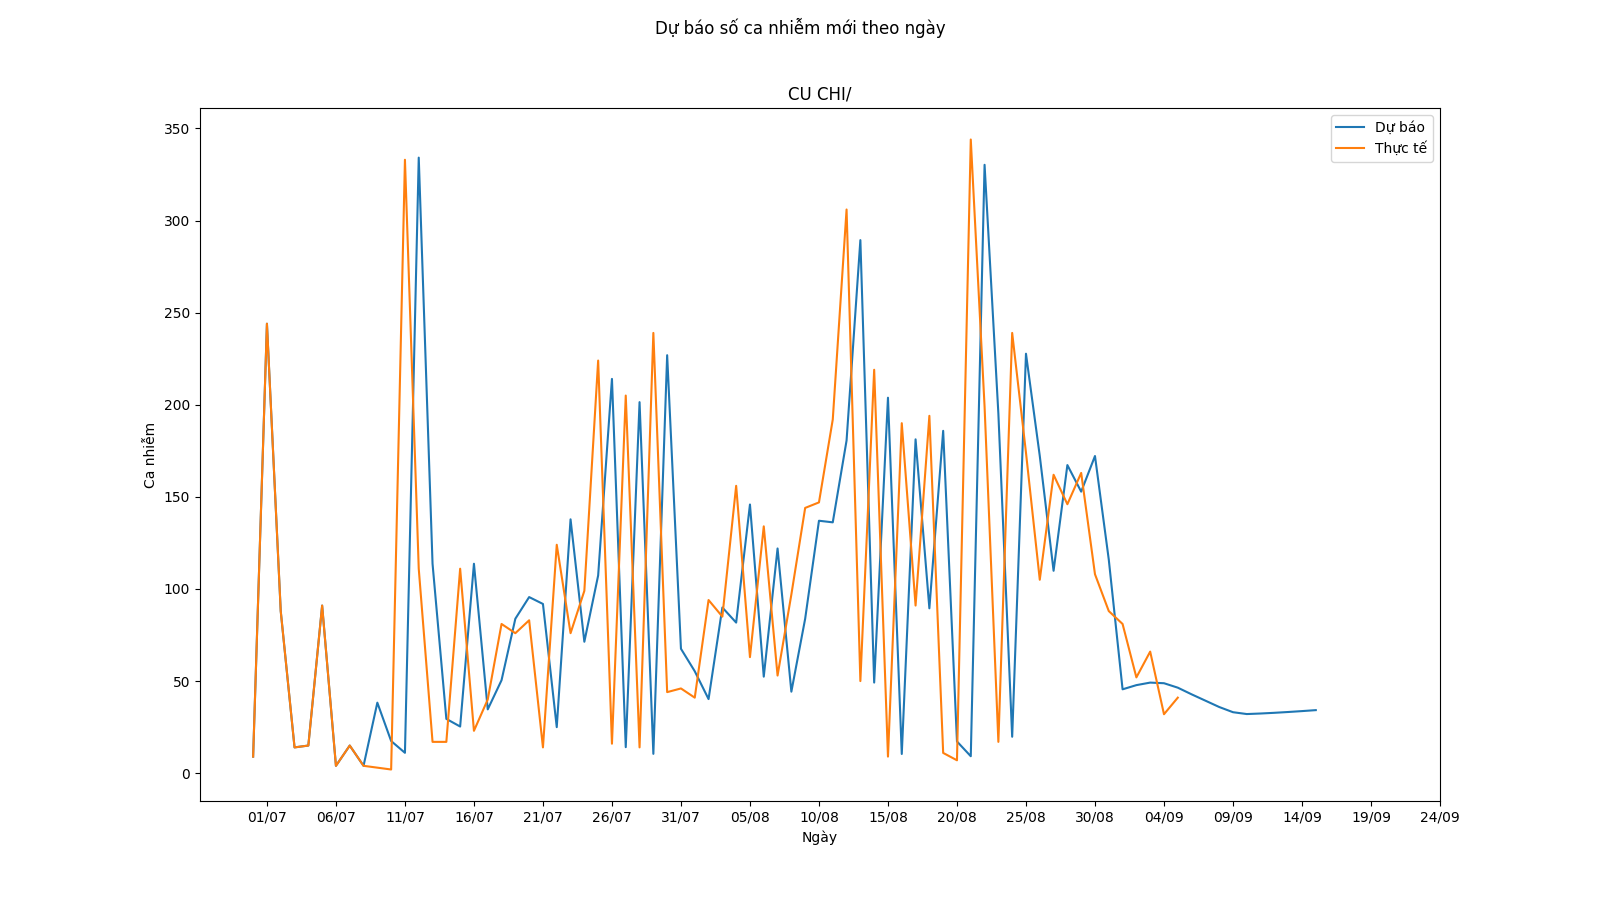 Dự báo số ca nhiễm mới theo ngày
CU CHI/
Dự báo
Thực tế
350
300
250
200
150
100
50
0
Ca nhiễm
01/07 06/07 11/07 16/07 21/07 26/07 31/07 05/08 10/08 15/08 20/08 25/08 30/08 04/09 09/09 14/09 19/09 24/09
Ngày